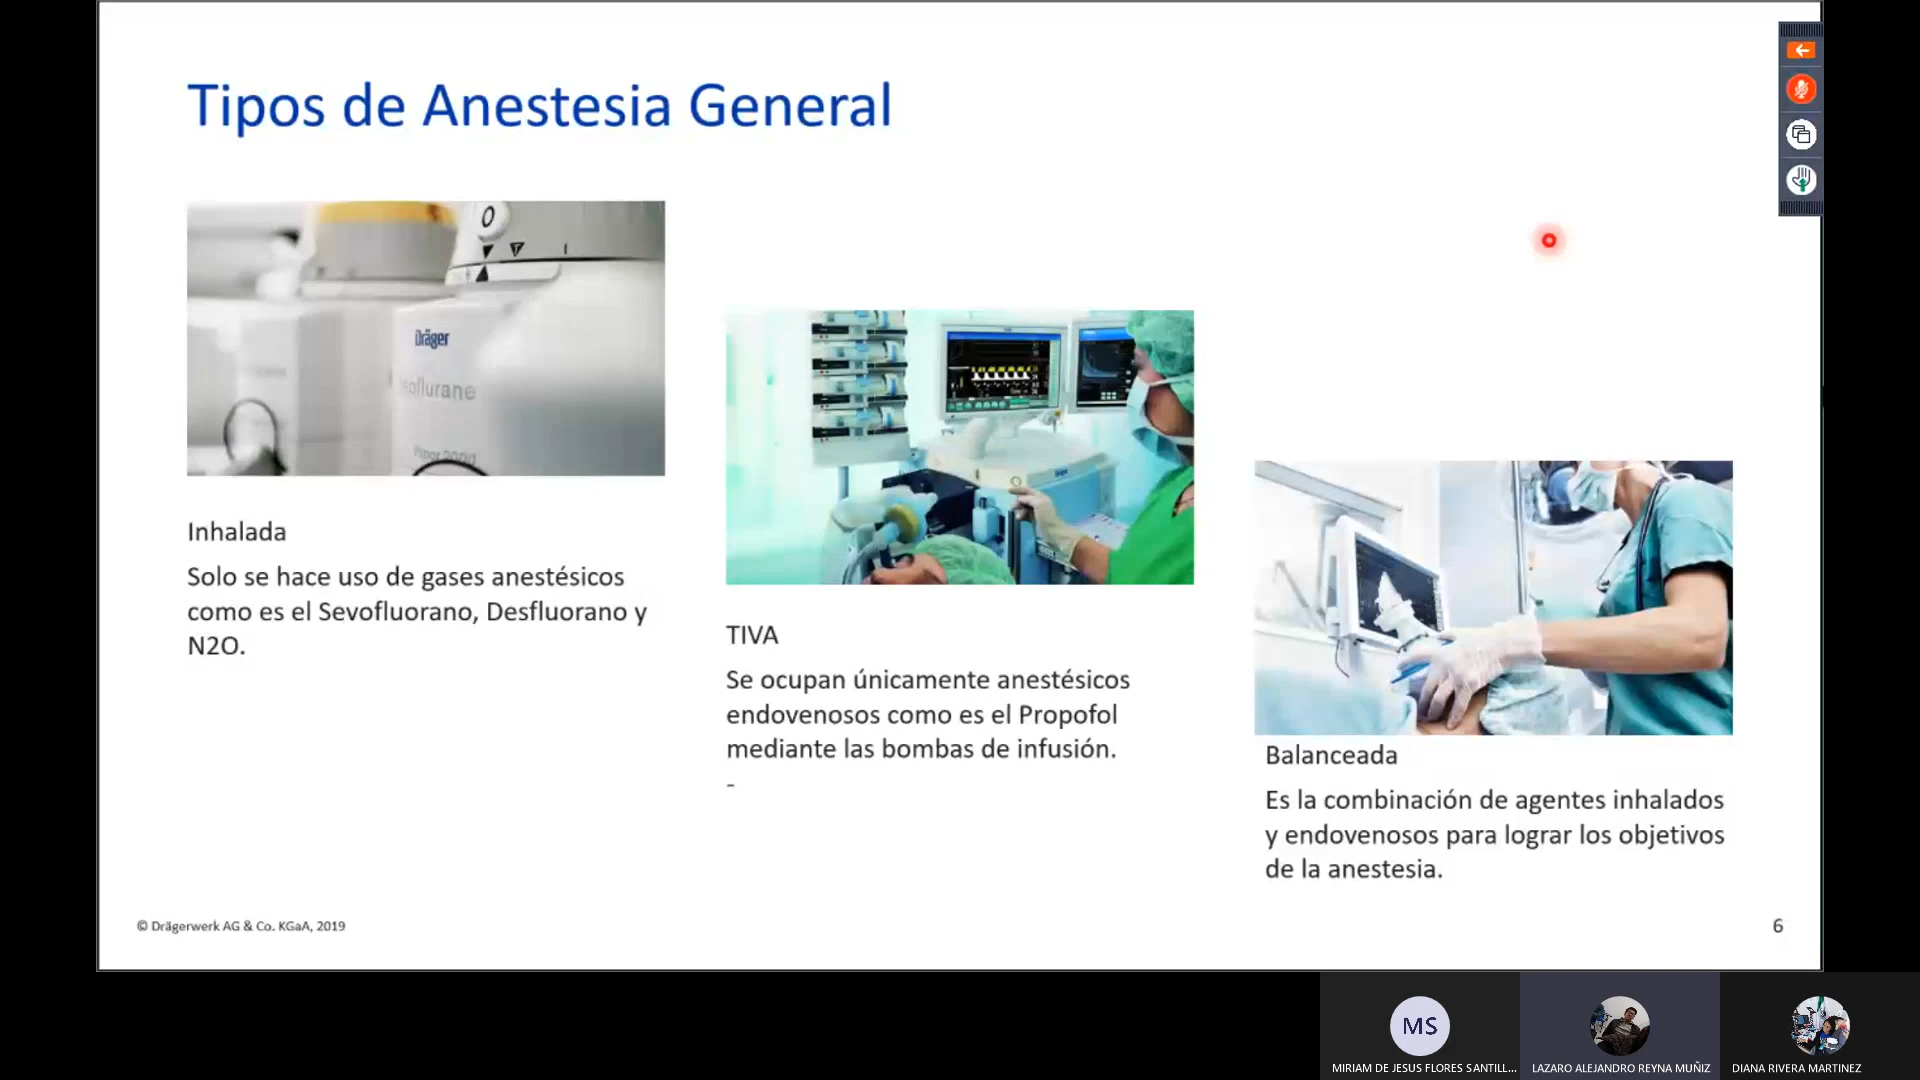 Tipos de Anestesia General
Dräger
Inhalada
Solo se hace uso de gases anestésicos
como es el Sevofluorano, Desfluorano y
N2O.
TIVA
Se ocupan únicamente anestésicos
endovenosos como es el Propofol
mediante las bombas de infusión.
-
Balanceada
Es la combinación de agentes inhalados
y endovenosos para lograr los objetivos
de la anestesia.
© Drägerwerk AG & Co. KGaA, 2019
6
MS
MIRIAM DE JESUS FLORES SANTILL...
LAZARO ALEJANDRO REYNA MUÑIZ
DIANA RIVERA MARTINEZ